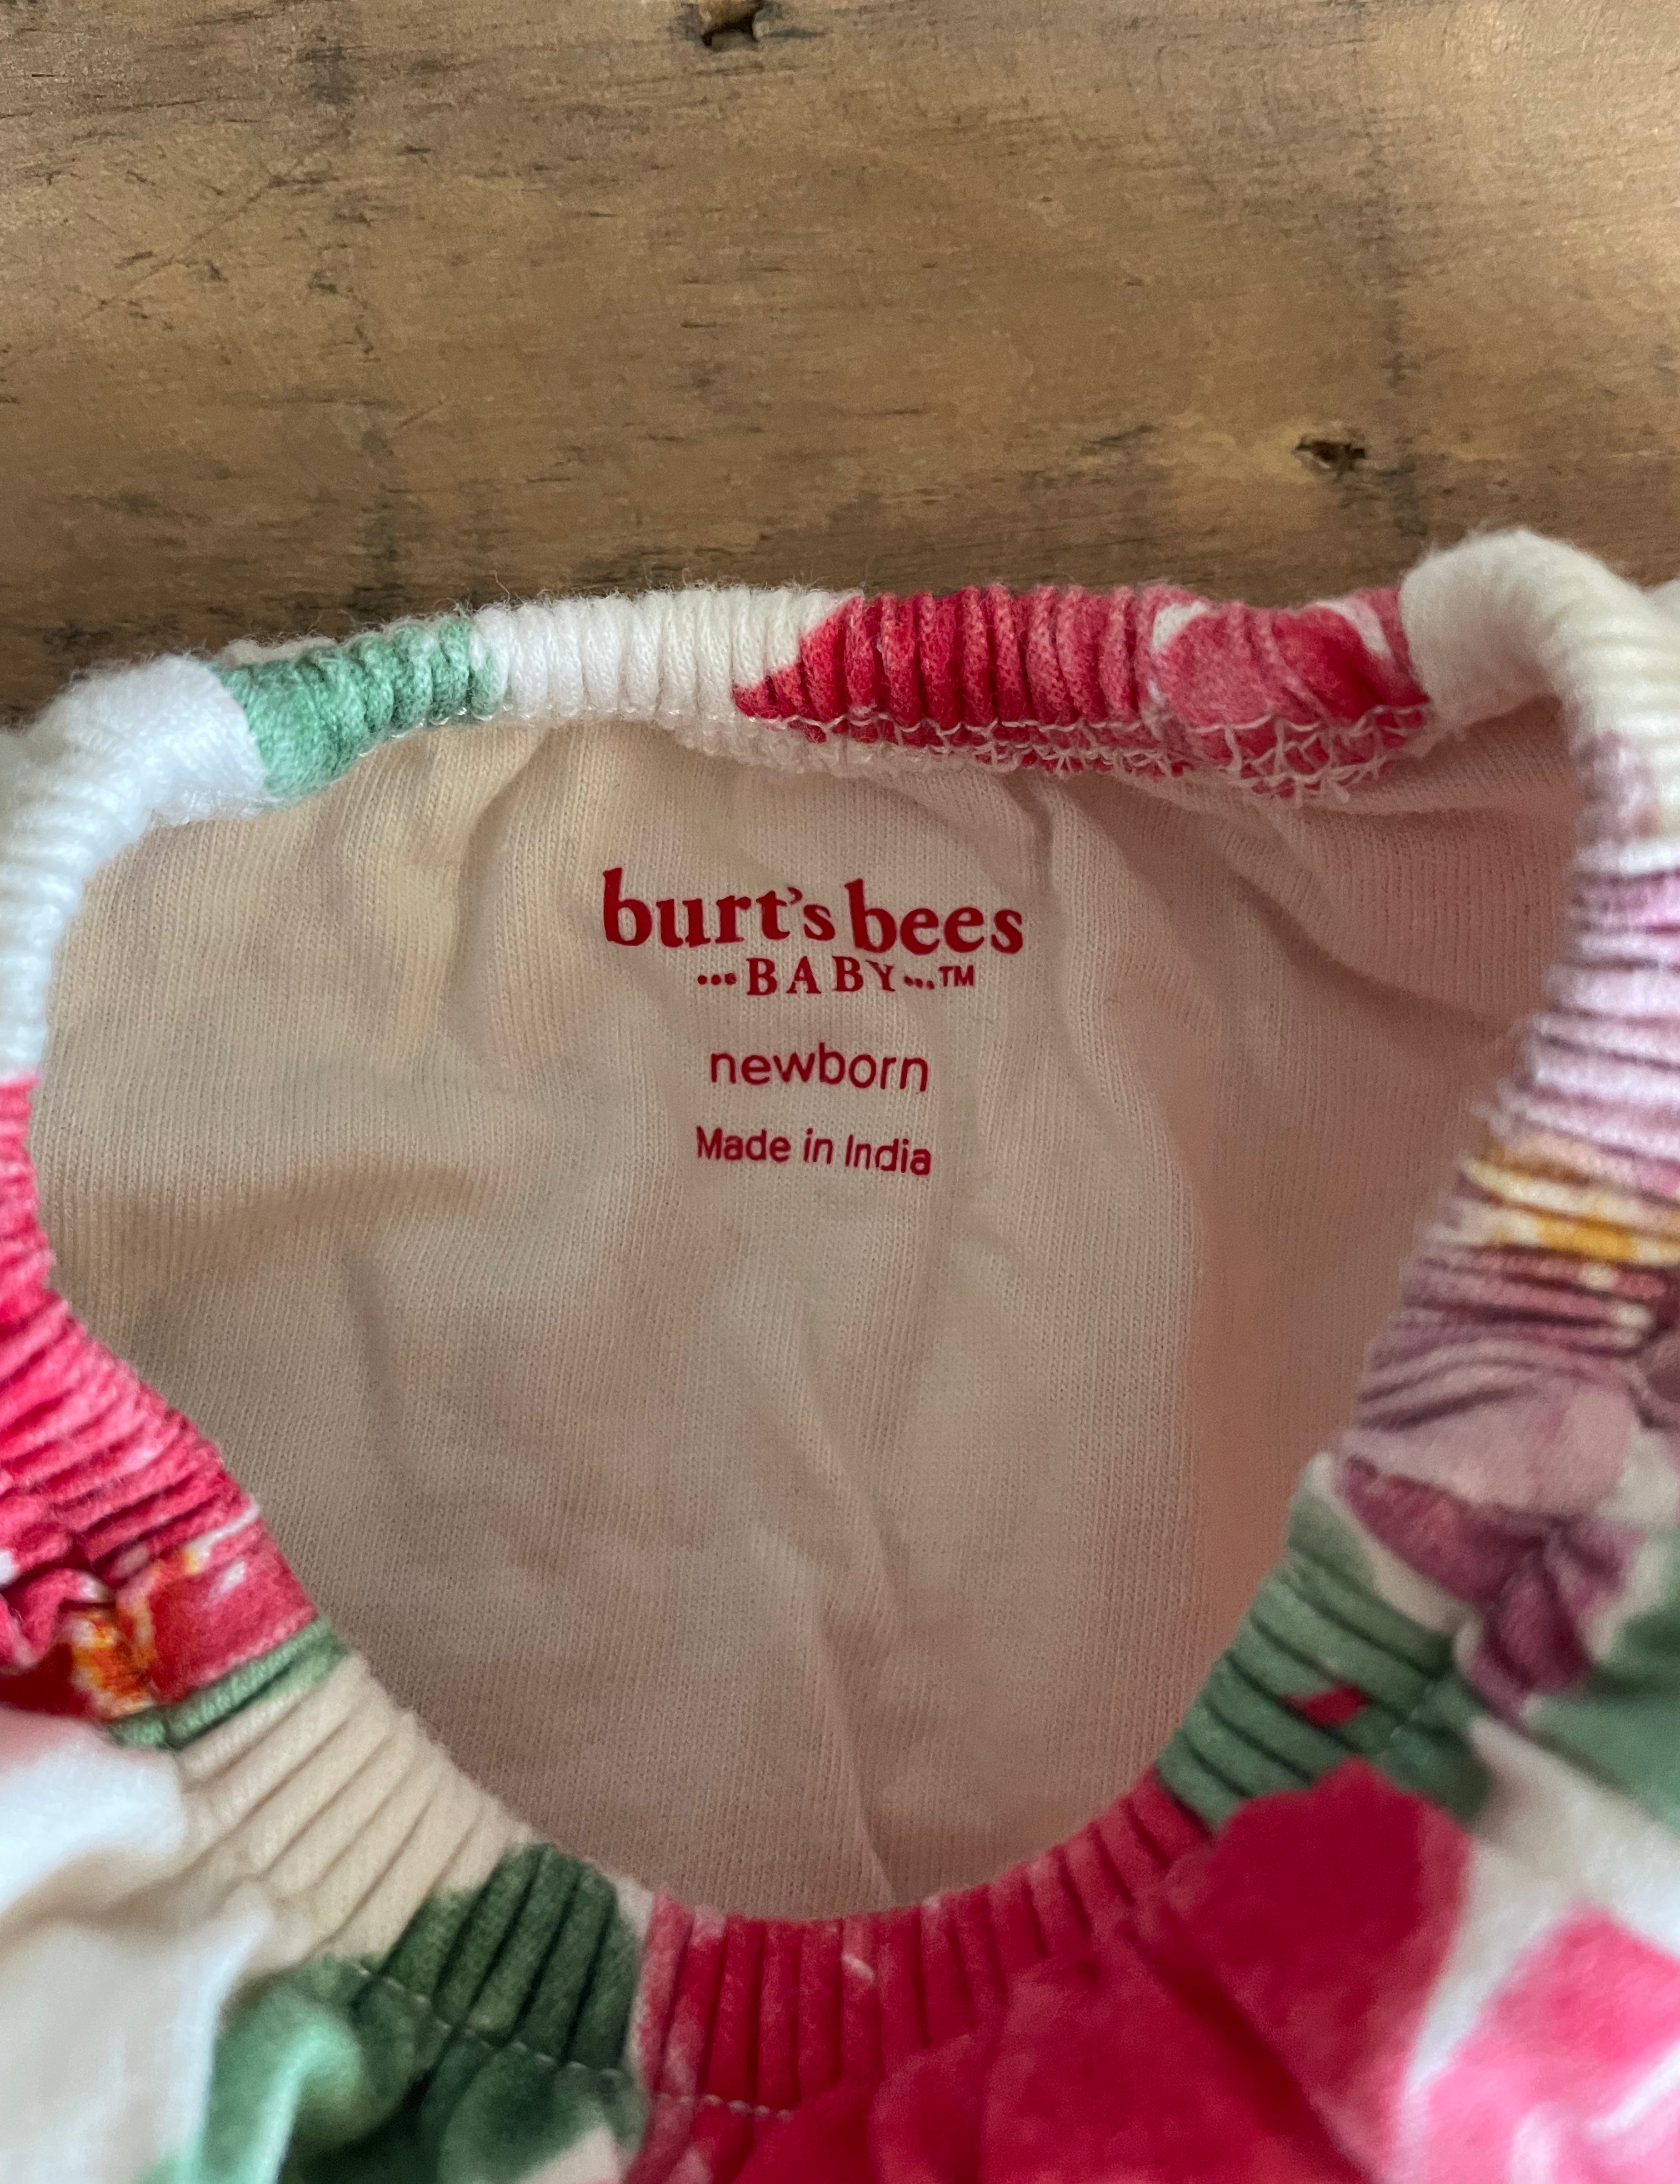 burt's bees
...BABY...™
newborn
Made in India